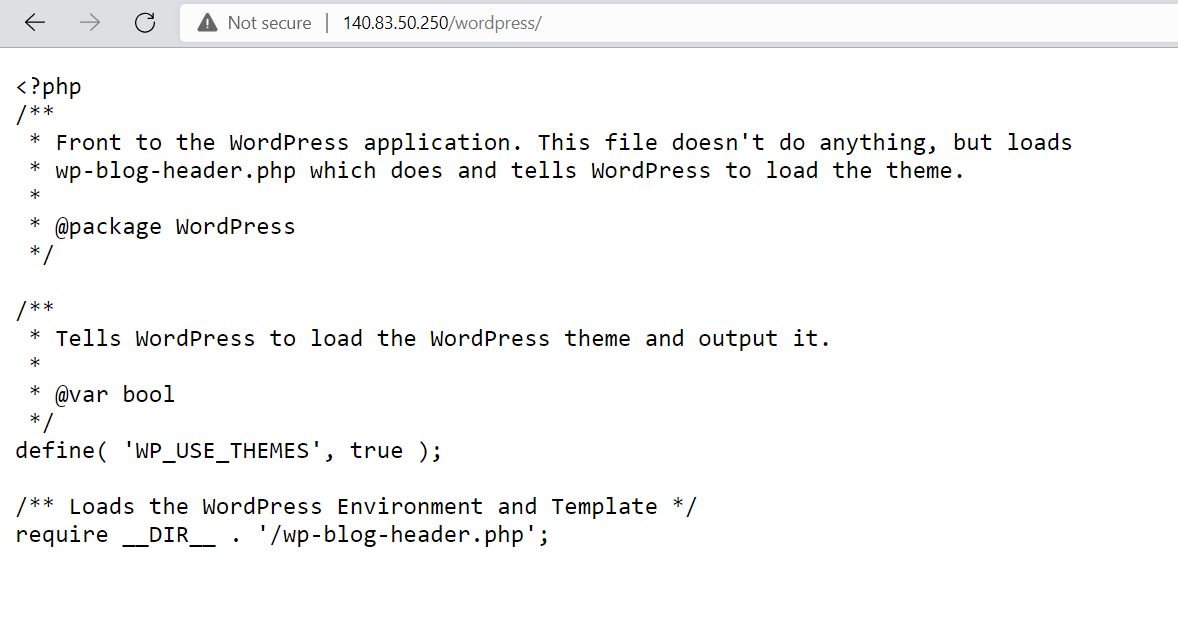 Not secure | 140.83.50.250/wordpress/
<?php
/**
 * Front to the WordPress application. This file doesn't do anything, but loads
 * wp-blog-header.php which does and tells WordPress to load the theme.
 *
 * @package WordPress
 */
/**
 * Tells WordPress to load the WordPress theme and output it.
 *
 * @var bool
 */
define( 'WP_USE_THEMES', true );
/** Loads the WordPress Environment and Template */
require __DIR__ . '/wp-blog-header.php';